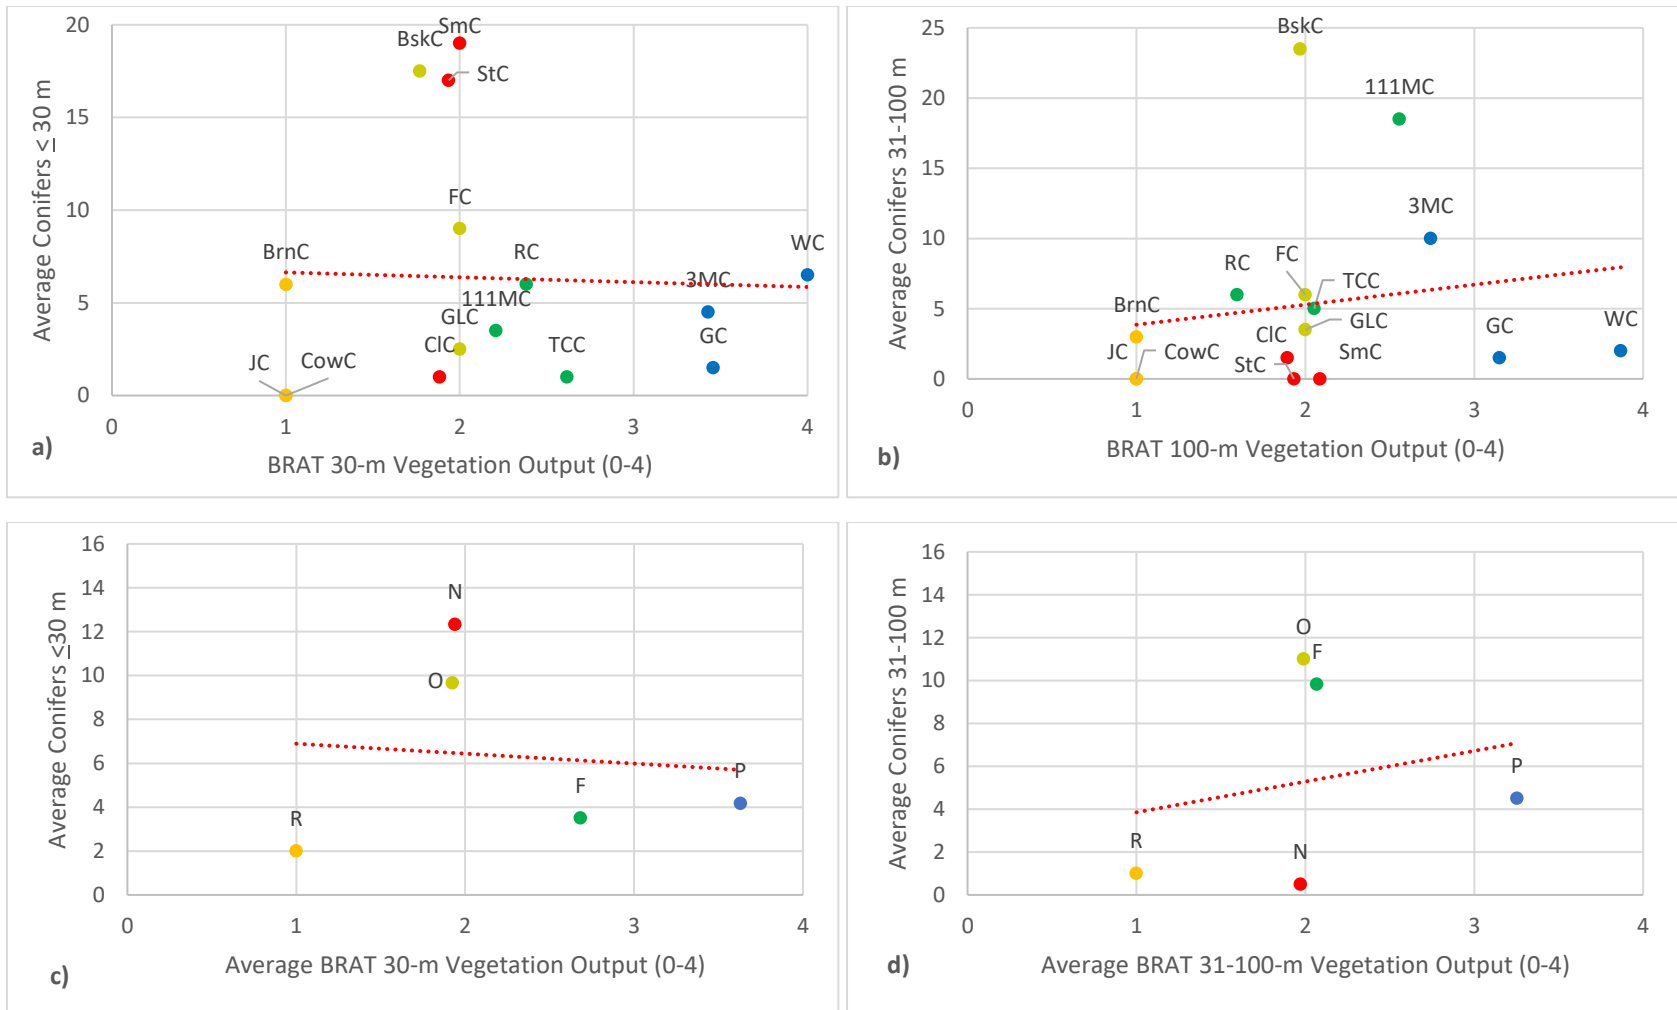 20
15
10
5
0
Average Conifers < 30 m
SmC
BskC
StC
FC
BrnC
RC
WC
3MC
111MC
GLC
GC
ClC
TCC
JC
CowC
0 1 2 3 4
a)
BRAT 30-m Vegetation Output (0-4)
25
20
15
10
5
0
Average Conifers 31-100 m
BskC
111MC
3MC
FC
RC
TCC
BrnC
ClC
GLC
GC
WC
JC
CowC
StC
SmC
0 1 2 3 4
b)
BRAT 100-m Vegetation Output (0-4)
16
14
12
10
8
6
4
2
0
Average Conifers <30 m
N
O
P
F
R
0 1 2 3 4
c)
Average BRAT 30-m Vegetation Output (0-4)
16
14
12
10
8
6
4
2
0
Average Conifers 31-100 m
O
F
P
R
N
0 1 2 3 4
d)
Average BRAT 31-100-m Vegetation Output (0-4)